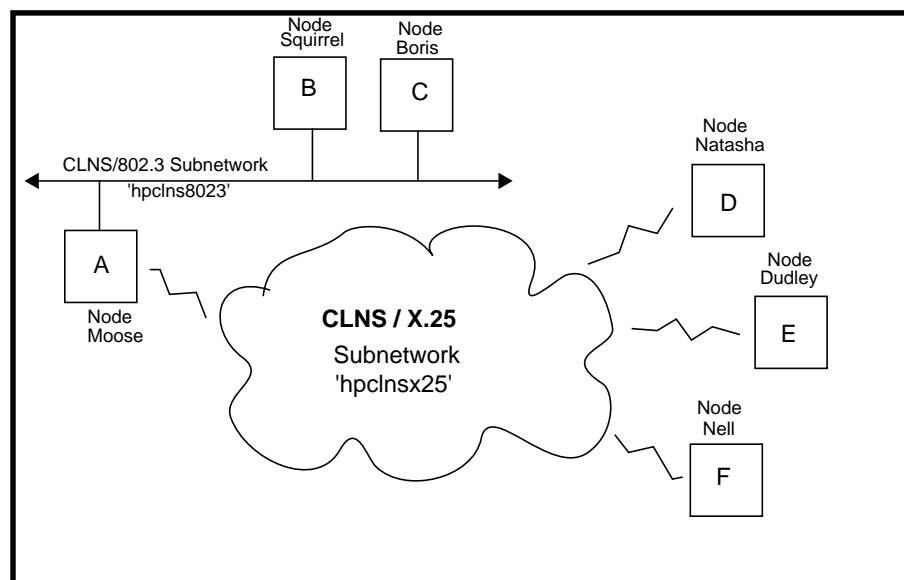 Node
Squirrel
B
Node
Boris
C
CLNS/802.3 Subnetwork
'hpclns8023'
A
Node
Moose
CLNS / X.25
Subnetwork
'hpclnsx25'
Node
Natasha
D
Node
Dudley
E
Node
Nell
F